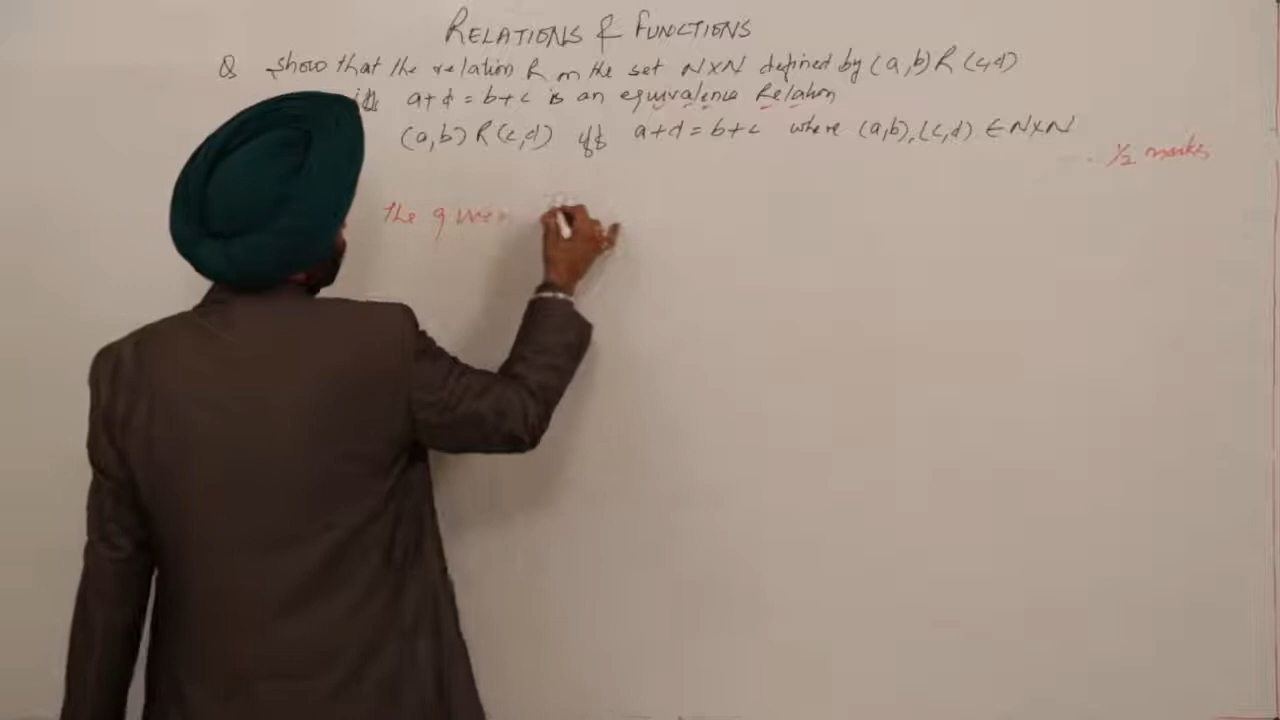 RELATIONS & FUNCTIONS
Q show that the relation R on the set N×N defined by (a,b) R (c,d)
a+d = b+c is an equivalence Relation
(a,b) R (c,d) iff a+d = b+c where (a,b),(c,d) ∈ N×N
1/2 marks
the given